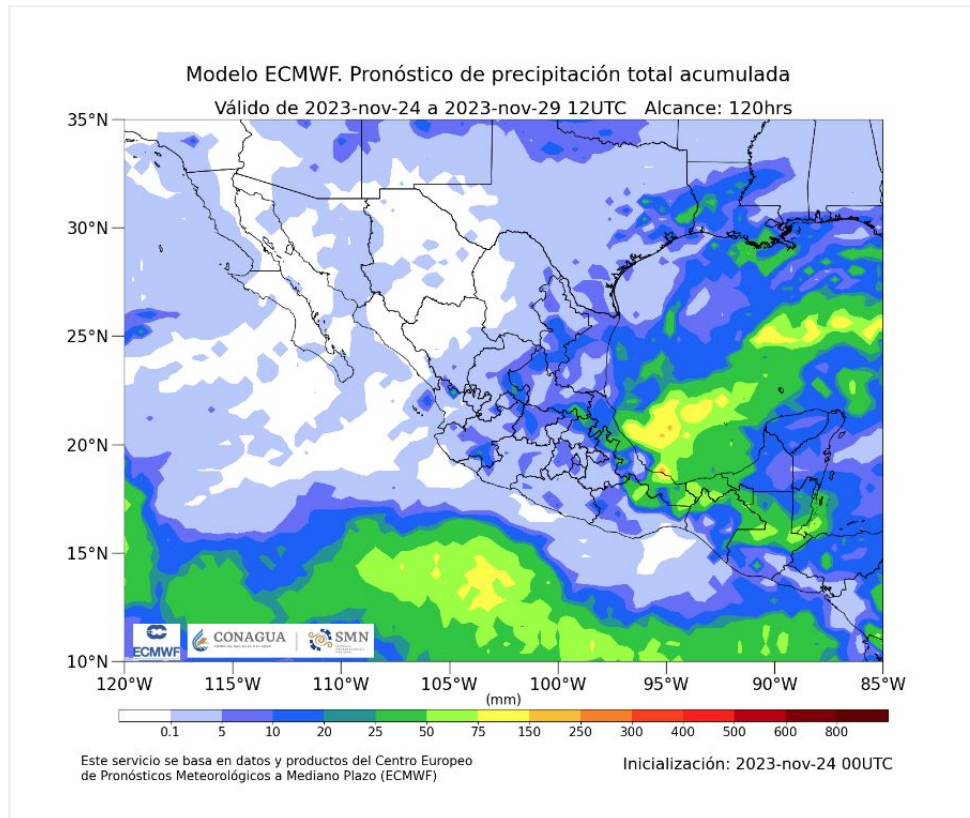 Modelo ECMWF. Pronóstico de precipitación total acumulada
Válido de 2023-nov-24 a 2023-nov-29 12UTC   Alcance: 120hrs
35°N
30°N
25°N
20°N
15°N
10°N
ECMWF
CONAGUA
SMN
120°W 115°W 110°W 105°W 100°W 95°W 90°W 85°W
(mm)
0.1 5 10 20 25 50 75 150 250 300 400 500 600 800
Este servicio se basa en datos y productos del Centro Europeo
de Pronósticos Meteorológicos a Mediano Plazo (ECMWF)
Inicialización: 2023-nov-24 00UTC